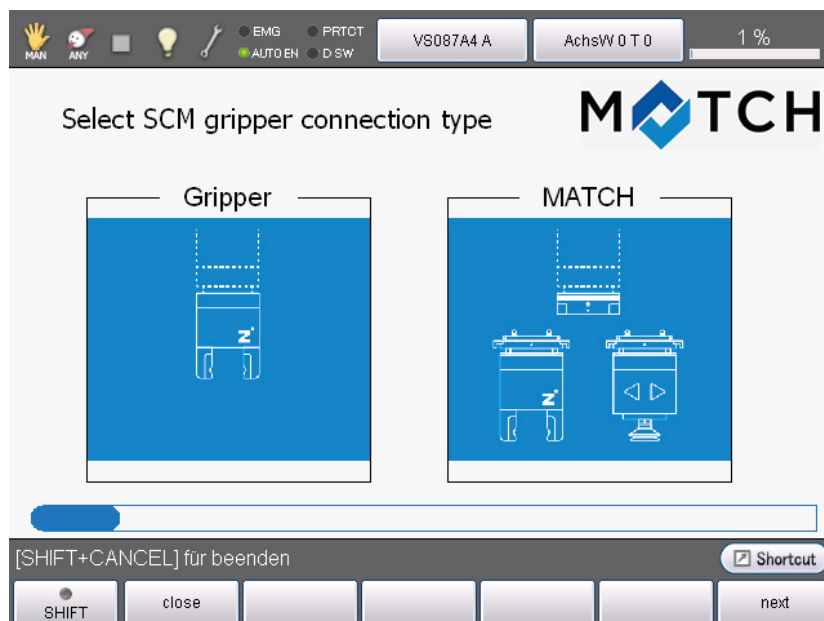 MAN
ANY
EMG
PRTCT
AUTO EN
D SW
VS087A4 A
AchsW 0 T 0
1 %
Select SCM gripper connection type
MATCH
Gripper
MATCH
z
z
[SHIFT+CANCEL] für beenden
Shortcut
SHIFT
close
next